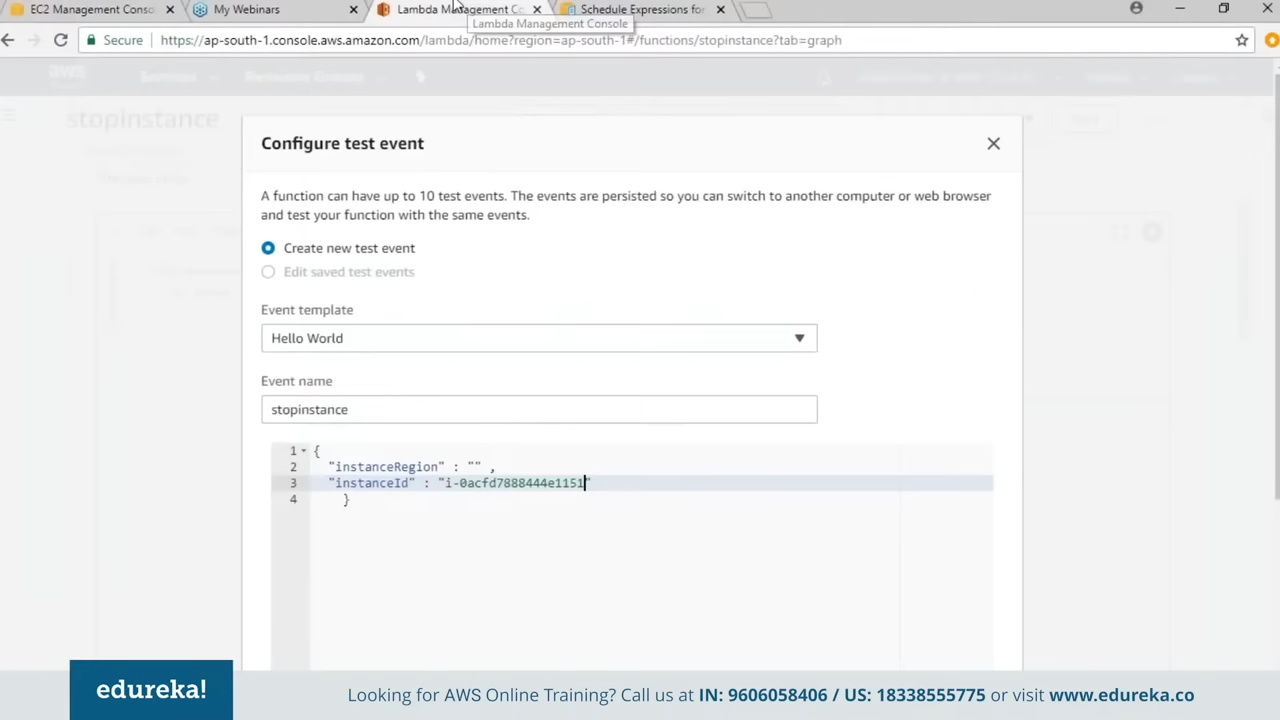 EC2 Management Conso
My Webinars
Lambda Management Co
Schedule Expressions for
Lambda Management Console
Secure
https://ap-south-1.console.aws.amazon.com/lambda/home?region=ap-south-1#/functions/stopinstance?tab=graph
aws
stopinstance
Configure test event
A function can have up to 10 test events. The events are persisted so you can switch to another computer or web browser
and test your function with the same events.
Create new test event
Edit saved test events
Event template
Hello World
Event name
stopinstance
1 {
2 "instanceRegion" : "" ,
3 "instanceId" : "i-0acfd7888444e1151"
4 }
edureka!
Looking for AWS Online Training? Call us at IN: 9606058406 / US: 18338555775 or visit www.edureka.co